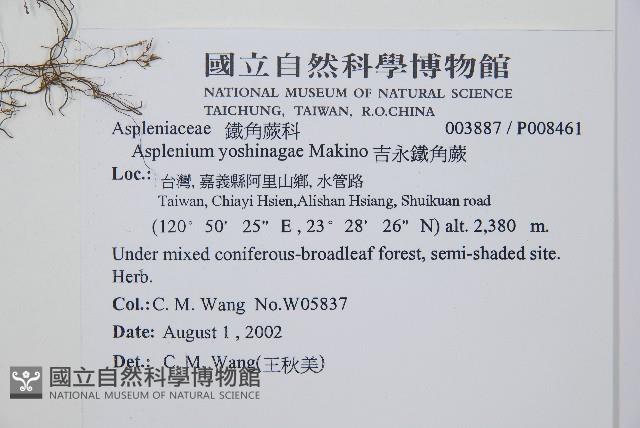 國立自然科學博物館
NATIONAL MUSEUM OF NATURAL SCIENCE
TAICHUNG, TAIWAN, R.O.CHINA
Aspleniaceae 鐵角蕨科 003887 / P008461
Asplenium yoshinagae Makino 吉永鐵角蕨
Loc.: 台灣, 嘉義縣阿里山鄉, 水管路
Taiwan, Chiayi Hsien,Alishan Hsiang, Shuikuan road
(120° 50' 25" E , 23° 28' 26" N) alt. 2,380 m.
Under mixed coniferous-broadleaf forest, semi-shaded site.
Herb.
Col.: C. M. Wang No.W05837
Date: August 1 , 2002
Det.: C. M. Wang(王秋美)
國立自然科學博物館
NATIONAL MUSEUM OF NATURAL SCIENCE